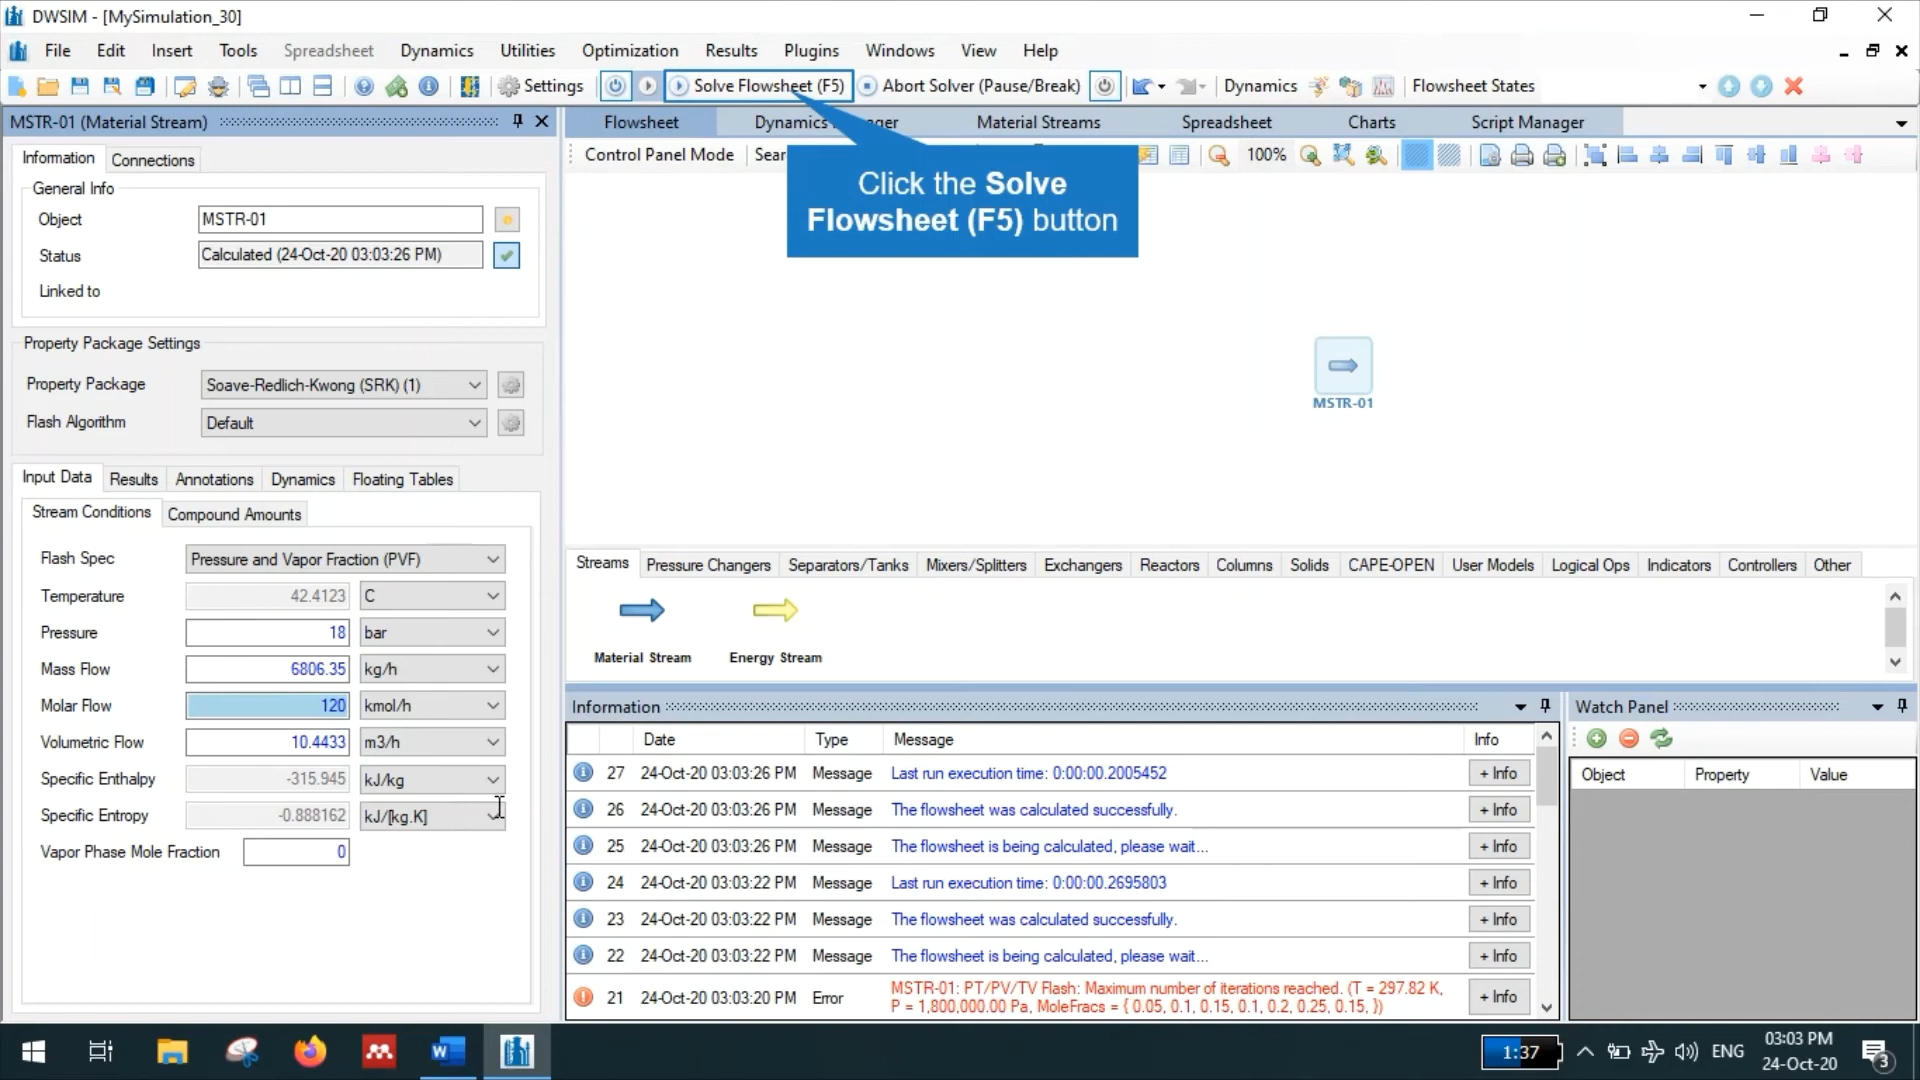 DWSIM - [MySimulation_30]
File Edit Insert Tools Spreadsheet Dynamics Utilities Optimization Results Plugins Windows View Help
Settings Solve Flowsheet (F5) Abort Solver (Pause/Break) Dynamics Flowsheet States
MSTR-01 (Material Stream)
Information Connections
General Info
Object MSTR-01
Status Calculated (24-Oct-20 03:03:26 PM)
Linked to
Property Package Settings
Property Package Soave-Redlich-Kwong (SRK) (1)
Flash Algorithm Default
Input Data Results Annotations Dynamics Floating Tables
Stream Conditions Compound Amounts
Flash Spec Pressure and Vapor Fraction (PVF)
Temperature 42.4123 C
Pressure 18 bar
Mass Flow 6806.35 kg/h
Molar Flow 120 kmol/h
Volumetric Flow 10.4433 m3/h
Specific Enthalpy -315.945 kJ/kg
Specific Entropy -0.888162 kJ/[kg.K]
Vapor Phase Mole Fraction 0
Flowsheet Material Streams Spreadsheet Charts Script Manager
Control Panel Mode 100%
Click the Solve
Flowsheet (F5) button
MSTR-01
Streams Pressure Changers Separators/Tanks Mixers/Splitters Exchangers Reactors Columns Solids CAPE-OPEN User Models Logical Ops Indicators Controllers Other
Material Stream Energy Stream
Information
Date Type Message Info
27 24-Oct-20 03:03:26 PM Message Last run execution time: 0:00:00.2005452 + Info
26 24-Oct-20 03:03:26 PM Message The flowsheet was calculated successfully. + Info
25 24-Oct-20 03:03:26 PM Message The flowsheet is being calculated, please wait... + Info
24 24-Oct-20 03:03:22 PM Message Last run execution time: 0:00:00.2695803 + Info
23 24-Oct-20 03:03:22 PM Message The flowsheet was calculated successfully. + Info
22 24-Oct-20 03:03:22 PM Message The flowsheet is being calculated, please wait... + Info
21 24-Oct-20 03:03:20 PM Error MSTR-01: PT/PV/TV Flash: Maximum number of iterations reached. (T = 297.82 K, + Info
P = 1,800,000.00 Pa, MoleFracs = { 0.05, 0.1, 0.15, 0.1, 0.2, 0.25, 0.15, })
Watch Panel
Object Property Value
1:37 ENG 03:03 PM
24-Oct-20 3